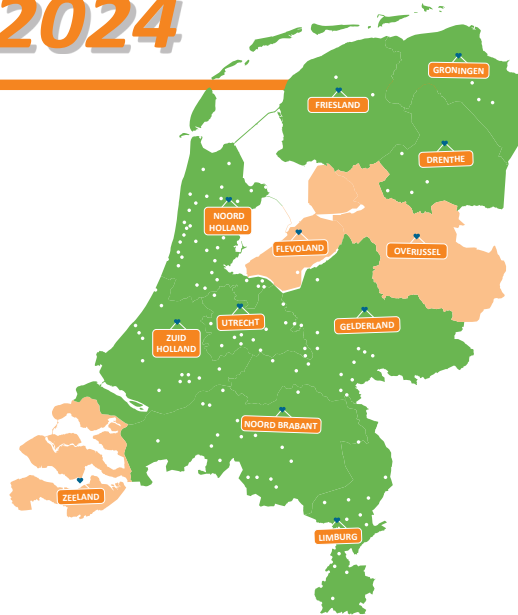 2024
GRONINGEN
FRIESLAND
DRENTHE
NOORD
HOLLAND
FLEVOLAND
OVERIJSSEL
UTRECHT
GELDERLAND
ZUID
HOLLAND
NOORD BRABANT
ZEELAND
LIMBURG